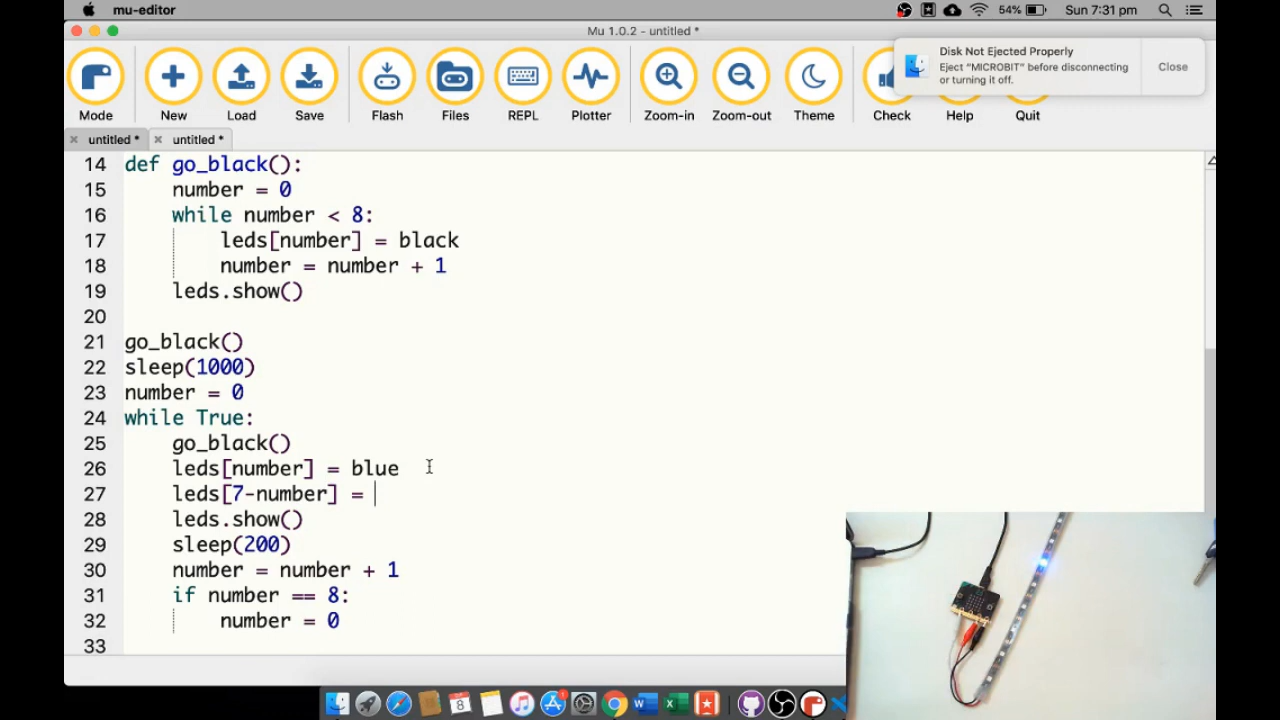 mu-editor
54%
Sun 7:31 pm
Mu 1.0.2 - untitled *
Disk Not Ejected Properly
Eject “MICROBIT” before disconnecting
or turning it off.
Close
Mode
New
Load
Save
Flash
Files
REPL
Plotter
Zoom-in
Zoom-out
Theme
Check
Help
Quit
untitled *
untitled *
14 def go_black():
15 number = 0
16 while number < 8:
17 leds[number] = black
18 number = number + 1
19 leds.show()
20
21 go_black()
22 sleep(1000)
23 number = 0
24 while True:
25 go_black()
26 leds[number] = blue
27 leds[7-number] =
28 leds.show()
29 sleep(200)
30 number = number + 1
31 if number == 8:
32 number = 0
33
8